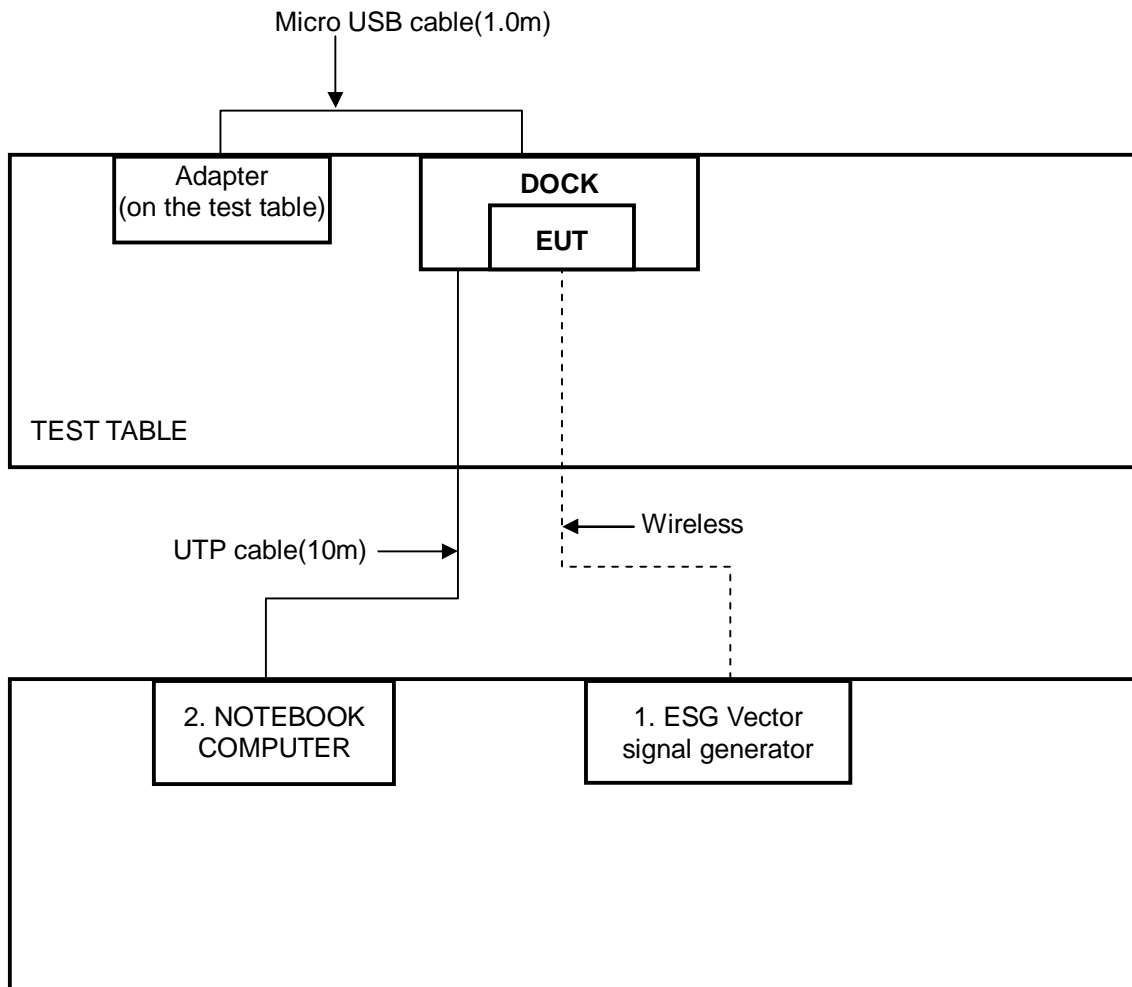 Micro USB cable(1.0m)
Adapter
(on the test table)
DOCK
EUT
TEST TABLE
Wireless
UTP cable(10m)
2. NOTEBOOK
COMPUTER
1. ESG Vector
signal generator